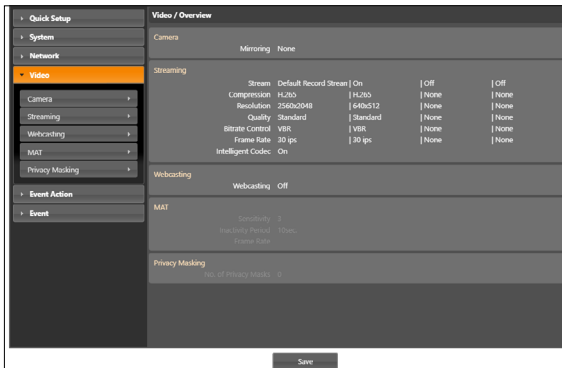 Quick Setup
System
Network
Video
Camera
Streaming
Webcasting
MAT
Privacy Masking
Event Action
Event
Video / Overview
Camera
Mirroring None
Streaming
Stream Default Record Strean | On | Off | Off
Compression H.265 | H.265 | None | None
Resolution 2560x2048 | 640x512 | None | None
Quality Standard | Standard | None | None
Bitrate Control VBR | VBR | None | None
Frame Rate 30 ips | 30 ips | None | None
Intelligent Codec On
Webcasting
Webcasting Off
MAT
Sensitivity 2
Inactivity Period 10sec.
Frame Rate
Privacy Masking
No. of Privacy Masks 0
Save